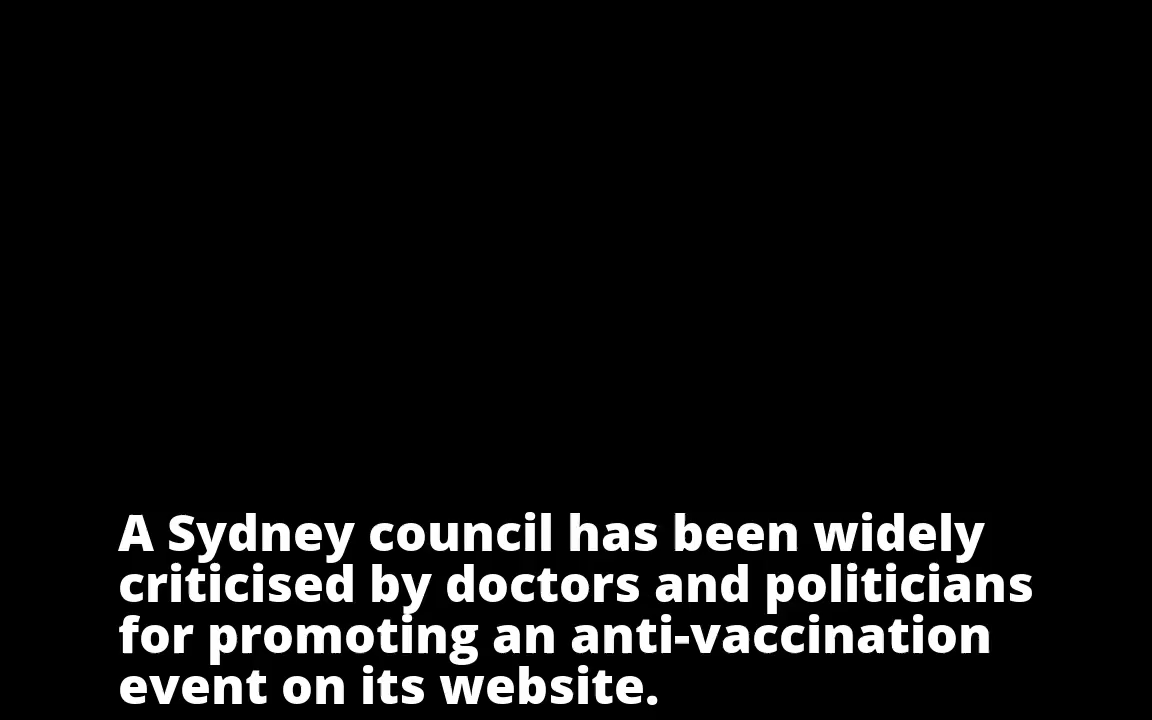 A Sydney council has been widely
criticised by doctors and politicians
for promoting an anti-vaccination
event on its website.